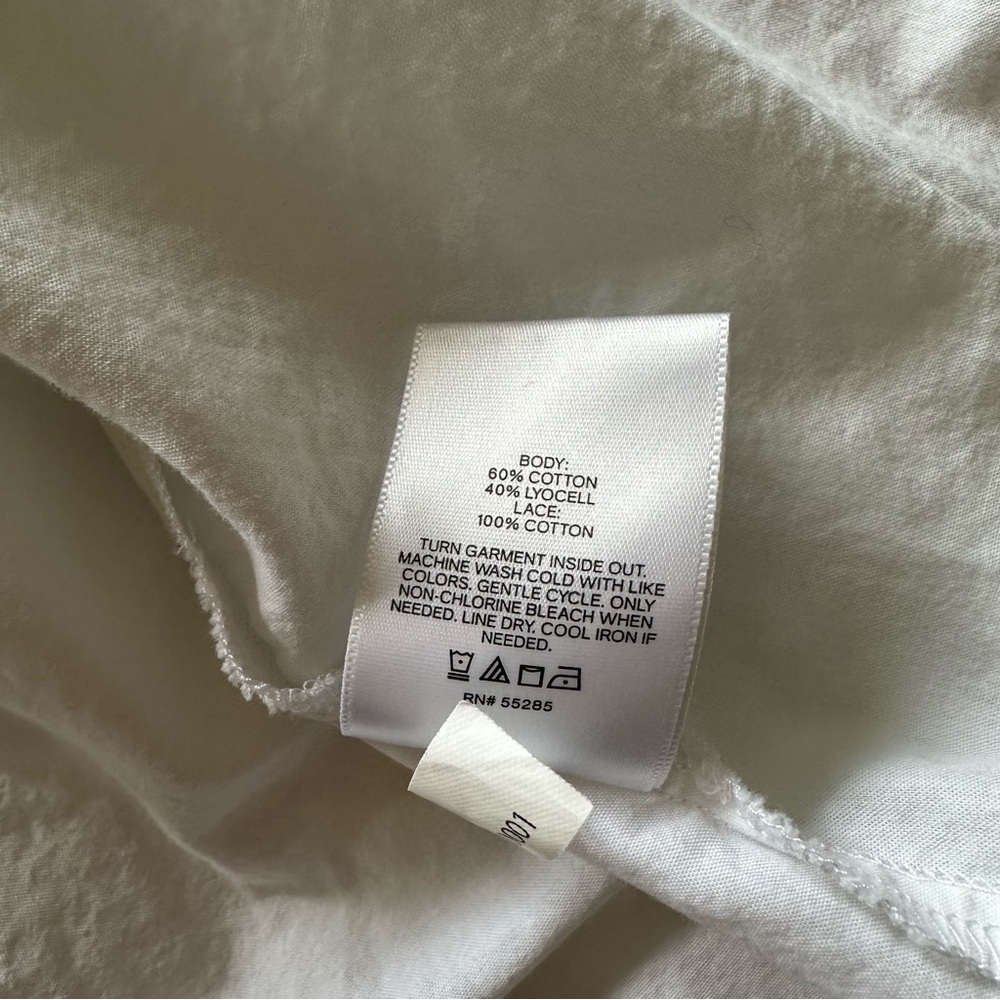 BODY:
60% COTTON
40% LYOCELL
LACE:
100% COTTON
TURN GARMENT INSIDE OUT.
MACHINE WASH COLD WITH LIKE
COLORS. GENTLE CYCLE. ONLY
NON-CHLORINE BLEACH WHEN
NEEDED. LINE DRY. COOL IRON IF
NEEDED.
RN# 55285
001